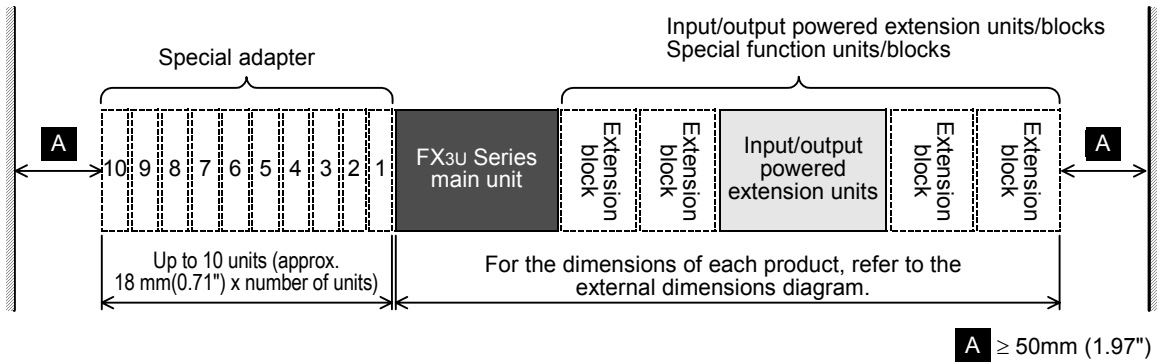 Input/output powered extension units/blocks
Special function units/blocks
Special adapter
A
10 9 8 7 6 5 4 3 2 1
FX3U Series
main unit
Extension
block
Extension
block
Input/output
powered
extension units
Extension
block
Extension
block
A
Up to 10 units (approx.
18 mm(0.71") x number of units)
For the dimensions of each product, refer to the
external dimensions diagram.
A ≥ 50mm (1.97")